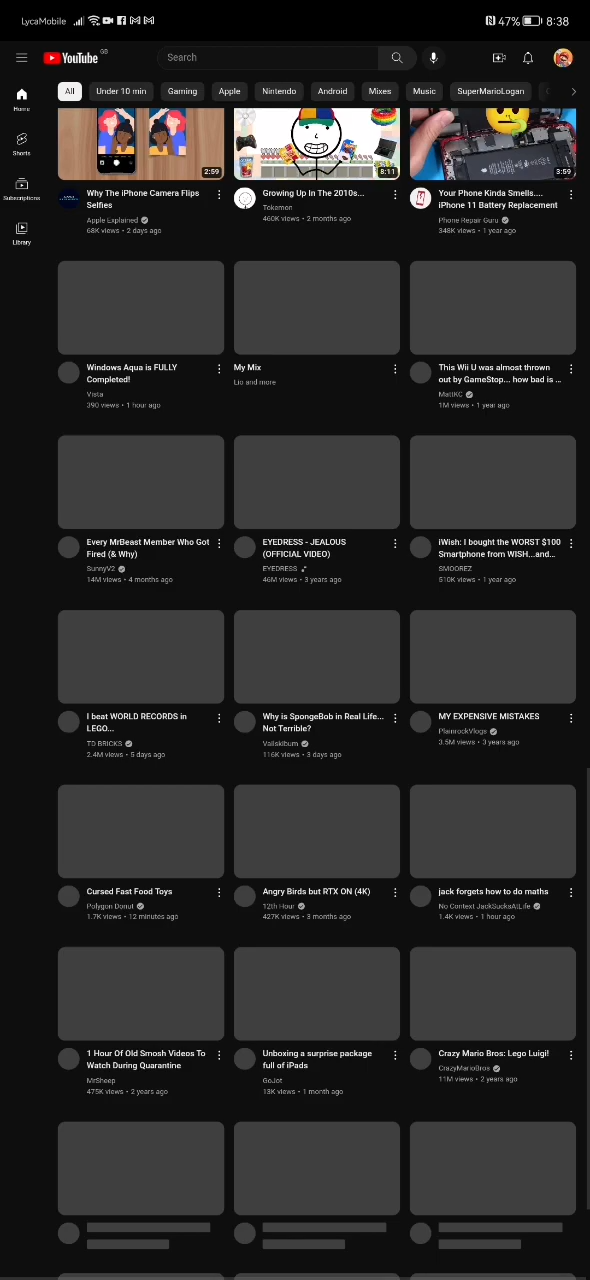 LycaMobile 47% 8:38
YouTube GB Search
All Under 10 min Gaming Apple Nintendo Android Mixes Music SuperMarioLogan
Home
Shorts
Subscriptions
Library
2:59
Why The iPhone Camera Flips
Selfies
Apple Explained
68K views • 2 days ago
8:11
Growing Up In The 2010s...
Tokemon
460K views • 2 months ago
3:59
Your Phone Kinda Smells....
iPhone 11 Battery Replacement
Phone Repair Guru
348K views • 1 year ago
Windows Aqua is FULLY
Completed!
Vista
390 views • 1 hour ago
My Mix
Lio and more
This Wii U was almost thrown
out by GameStop... how bad is ...
MattKC
1M views • 1 year ago
Every MrBeast Member Who Got
Fired (& Why)
SunnyV2
14M views • 4 months ago
EYEDRESS - JEALOUS
(OFFICIAL VIDEO)
EYEDRESS
46M views • 3 years ago
iWish: I bought the WORST $100
Smartphone from WISH...and...
SMOOREZ
510K views • 1 year ago
I beat WORLD RECORDS in
LEGO...
TD BRICKS
2.4M views • 5 days ago
Why is SpongeBob in Real Life...
Not Terrible?
Vailskibum
116K views • 3 days ago
MY EXPENSIVE MISTAKES
PlainrockVlogs
3.5M views • 3 years ago
Cursed Fast Food Toys
Polygon Donut
1.7K views • 12 minutes ago
Angry Birds but RTX ON (4K)
12th Hour
427K views • 3 months ago
jack forgets how to do maths
No Context JackSucksAtLife
1.4K views • 1 hour ago
1 Hour Of Old Smosh Videos To
Watch During Quarantine
MrSheep
475K views • 2 years ago
Unboxing a surprise package
full of iPads
GoJot
13K views • 1 month ago
Crazy Mario Bros: Lego Luigi!
CrazyMarioBros
11M views • 2 years ago